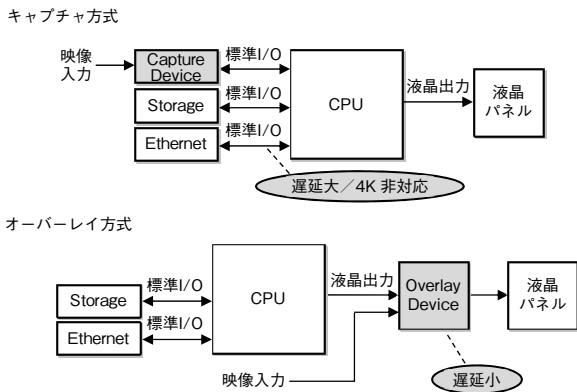 キャプチャ方式
映像
入力
Capture
Device
標準I/O
Storage
標準I/O
Ethernet
標準I/O
CPU
液晶出力
液晶
パネル
遅延大／4K 非対応
オーバーレイ方式
Storage
標準I/O
Ethernet
標準I/O
CPU
液晶出力
映像入力
Overlay
Device
液晶
パネル
遅延小